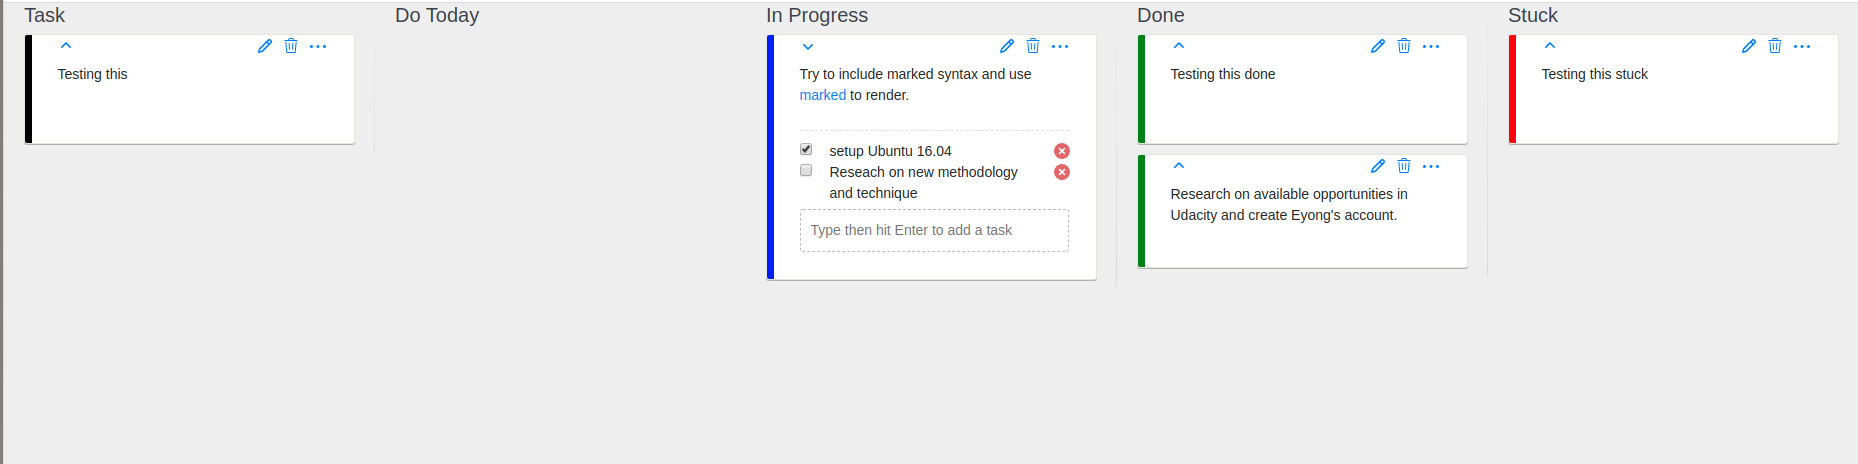 Task
Testing this
Do Today
In Progress
Try to include marked syntax and use
marked to render.
setup Ubuntu 16.04
Reseach on new methodology
and technique
Type then hit Enter to add a task
Done
Testing this done
Research on available opportunities in
Udacity and create Eyong's account.
Stuck
Testing this stuck